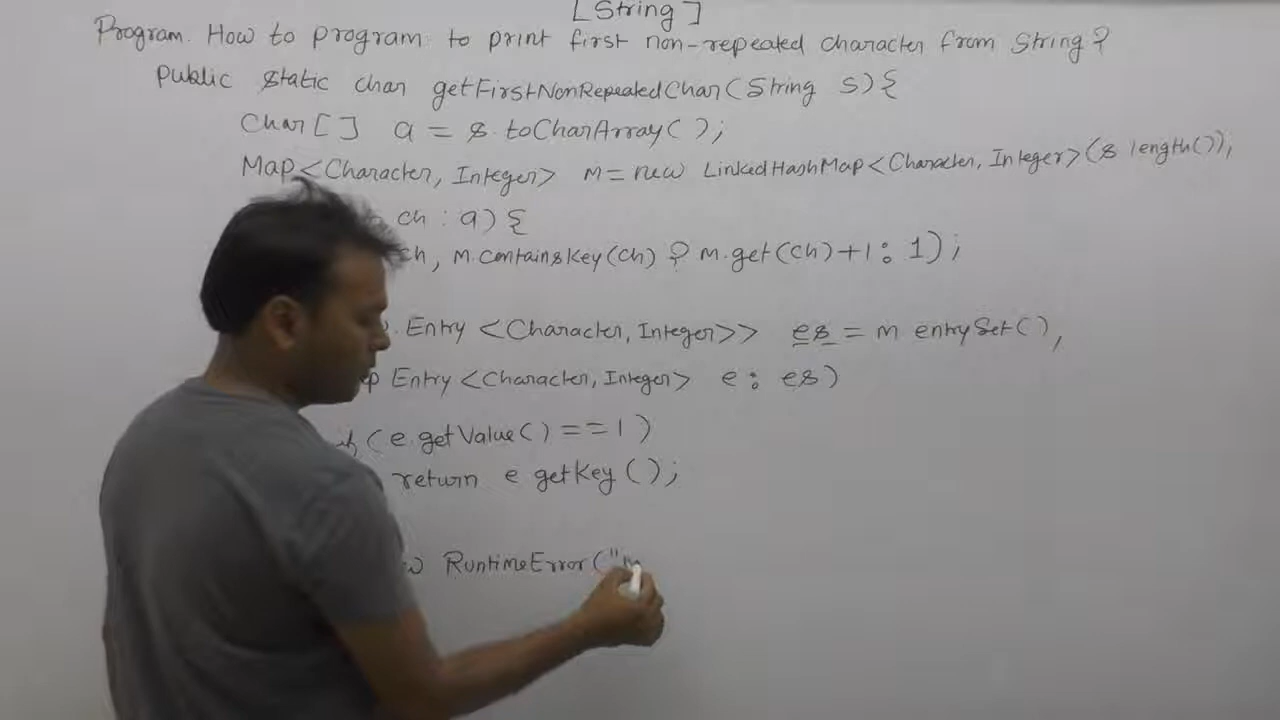 [String]
Program. How to program to print first non-repeated character from String?
Public static char getFirstNonRepeatedChar(String s){
Char[] a = s.toCharArray();
Map<Character, Integer> m = new LinkedHashMap<Character, Integer>(s length());
ch : a) {
ch, m.containsKey(ch) ? m.get(ch)+1 : 1);
Entry <Character, Integer>> es = m entrySet(),
Entry <Character, Integer> e : es)
(e.getValue() == 1)
return e getKey();
RuntimeError("